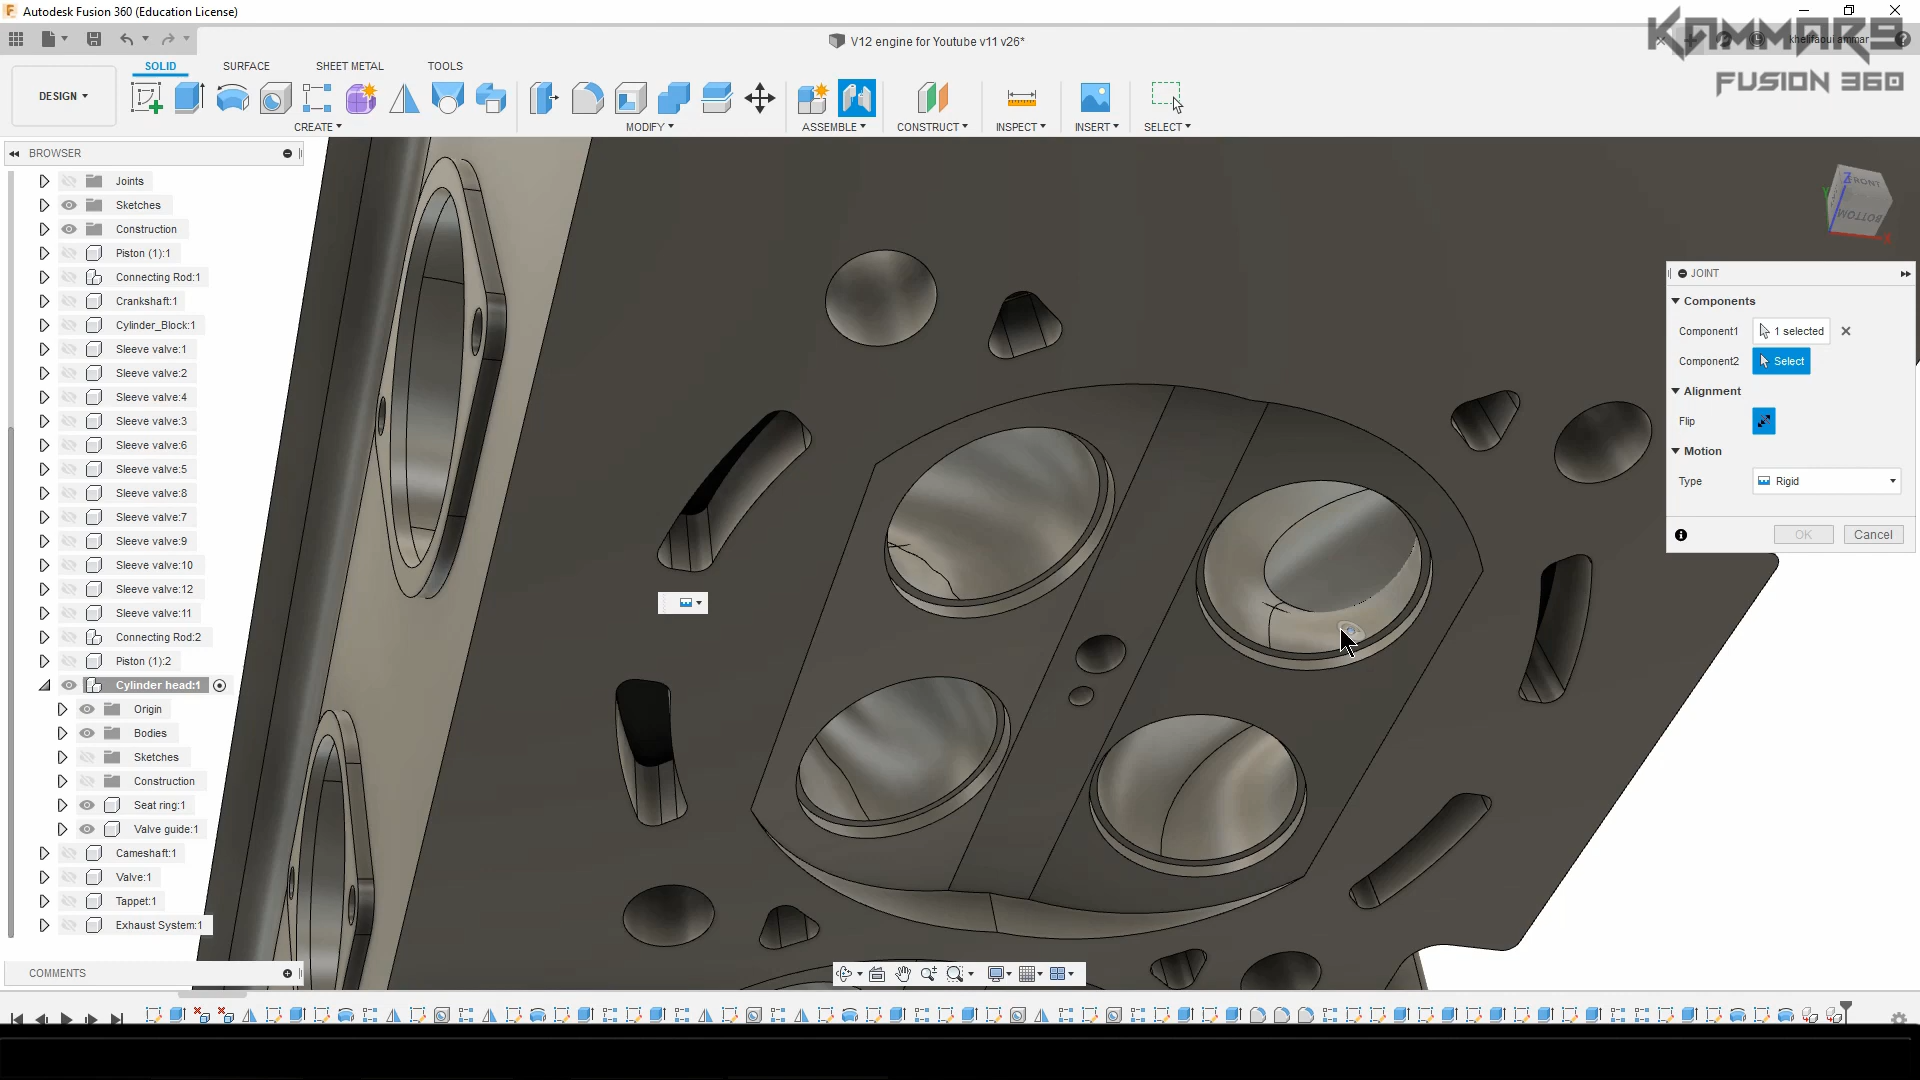 Autodesk Fusion 360 (Education License)
V12 engine for Youtube v11 v26*
khelifaoui ammar
KAMMAR9
FUSION 360
SOLID
SURFACE
SHEET METAL
TOOLS
DESIGN
CREATE
MODIFY
ASSEMBLE
CONSTRUCT
INSPECT
INSERT
SELECT
BROWSER
Joints
Sketches
Construction
Piston (1):1
Connecting Rod:1
Crankshaft:1
Cylinder_Block:1
Sleeve valve:1
Sleeve valve:2
Sleeve valve:4
Sleeve valve:3
Sleeve valve:6
Sleeve valve:5
Sleeve valve:8
Sleeve valve:7
Sleeve valve:9
Sleeve valve:10
Sleeve valve:12
Sleeve valve:11
Connecting Rod:2
Piston (1):2
Cylinder head:1
Origin
Bodies
Sketches
Construction
Seat ring:1
Valve guide:1
Cameshaft:1
Valve:1
Tappet:1
Exhaust System:1
COMMENTS
Z
FRONT
Y
BOTTOM
X
JOINT
Components
Component1
1 selected
Component2
Select
Alignment
Flip
Motion
Type
Rigid
OK
Cancel